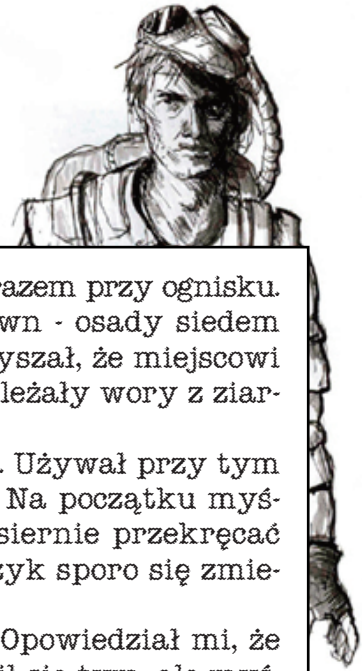 razem przy ognisku.
wn - osady siedem
yszał, że miejscowi
leżały wory z ziar-
. Używał przy tym
Na początku myś-
siernie przekręcać
zyk sporo się zmie-
Opowiedział mi, że